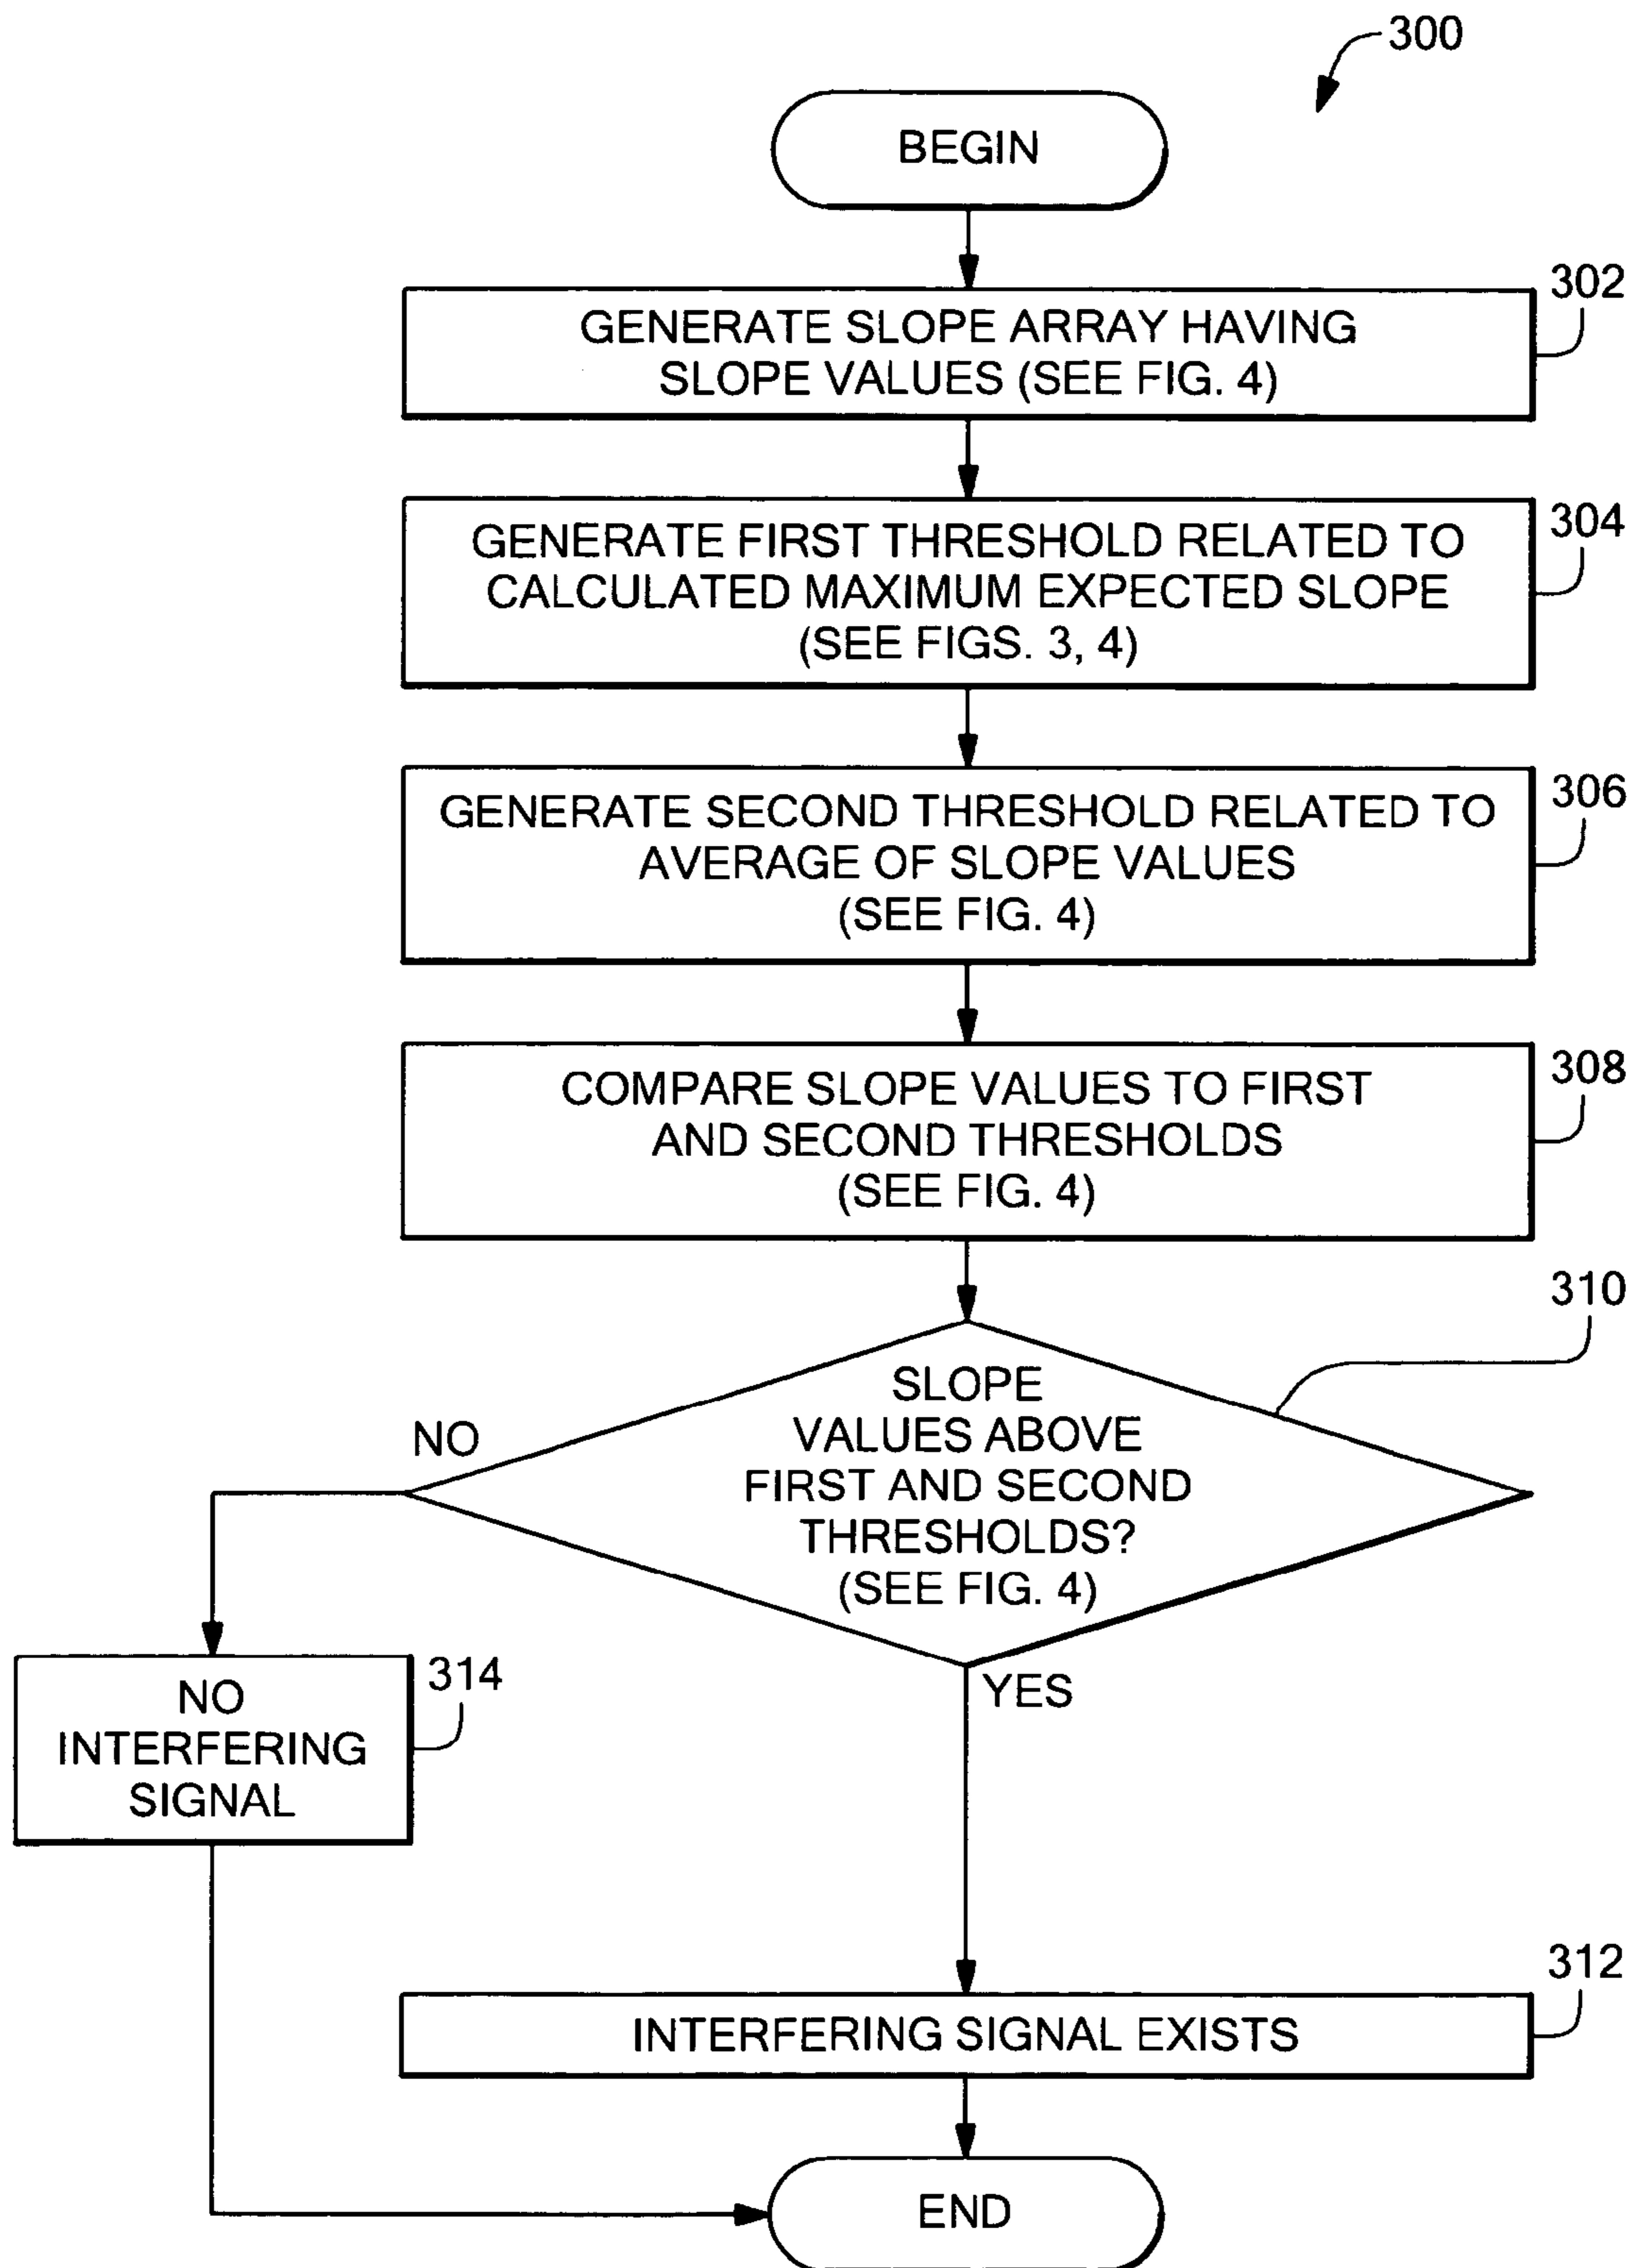 300
BEGIN
302
GENERATE SLOPE ARRAY HAVING
SLOPE VALUES (SEE FIG. 4)
304
GENERATE FIRST THRESHOLD RELATED TO
CALCULATED MAXIMUM EXPECTED SLOPE
(SEE FIGS. 3, 4)
306
GENERATE SECOND THRESHOLD RELATED TO
AVERAGE OF SLOPE VALUES
(SEE FIG. 4)
308
COMPARE SLOPE VALUES TO FIRST
AND SECOND THRESHOLDS
(SEE FIG. 4)
310
SLOPE
VALUES ABOVE
FIRST AND SECOND
THRESHOLDS?
(SEE FIG. 4)
NO
YES
314
NO
INTERFERING
SIGNAL
312
INTERFERING SIGNAL EXISTS
END